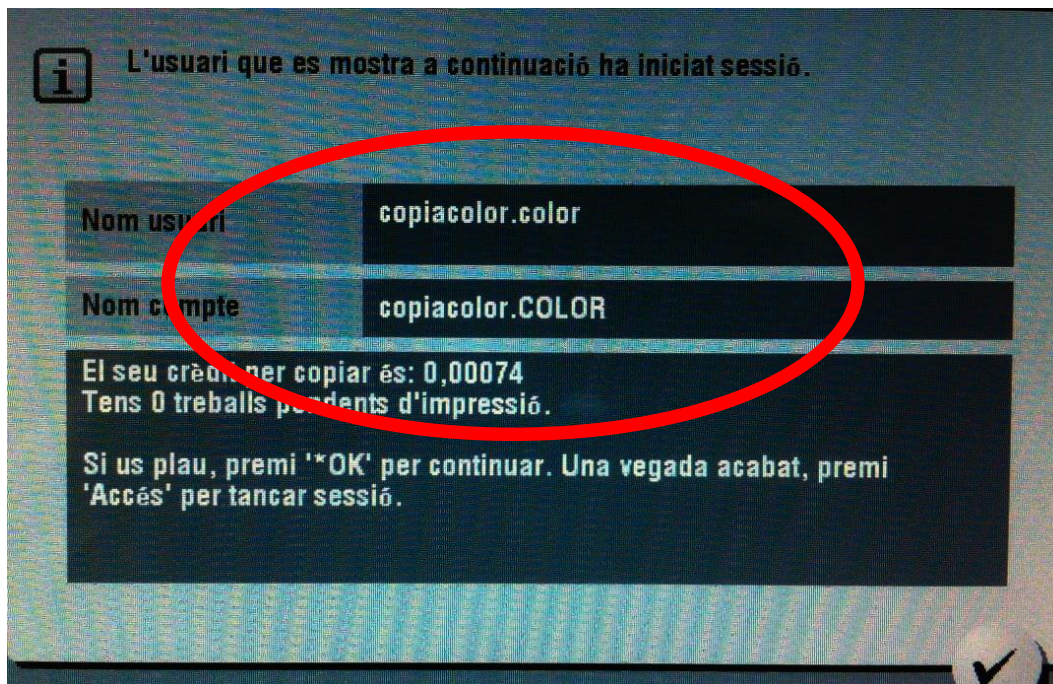 L'usuari que es mostra a continuació ha iniciat sessió.
Nom usuari
copiacolor.color
Nom compte
copiacolor.COLOR
El seu crèdit per copiar és: 0,00074
Tens 0 treballs pendents d'impressió.
Si us plau, premi '*OK' per continuar. Una vegada acabat, premi
'Accés' per tancar sessió.